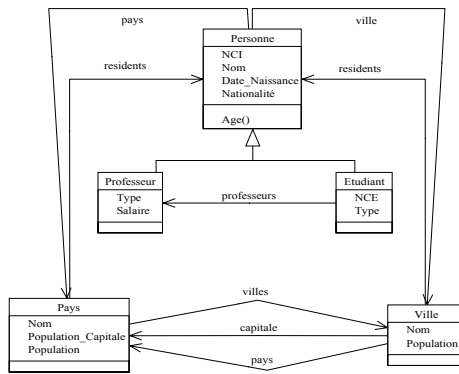 pays
ville
Personne
NCI
Nom
Date_Naissance
Nationalité
Age()
residents
residents
Professeur
Type
Salaire
professeurs
Etudiant
NCE
Type
villes
Pays
Nom
Population_Capitale
Population
capitale
pays
Ville
Nom
Population